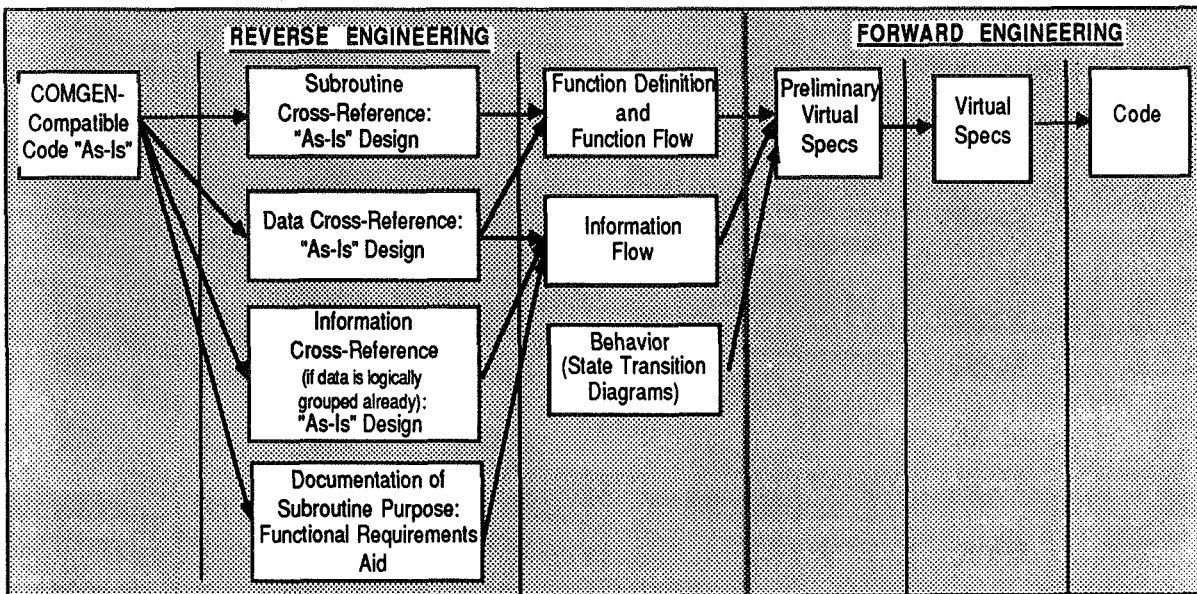 REVERSE ENGINEERING
FORWARD ENGINEERING
COMGEN-
Compatible
Code "As-Is"
Subroutine
Cross-Reference:
"As-Is" Design
Data Cross-Reference:
"As-Is" Design
Information
Cross-Reference
(if data is logically
grouped already):
"As-Is" Design
Documentation of
Subroutine Purpose:
Functional Requirements
Aid
Function Definition
and
Function Flow
Information
Flow
Behavior
(State Transition
Diagrams)
Preliminary
Virtual
Specs
Virtual
Specs
Code